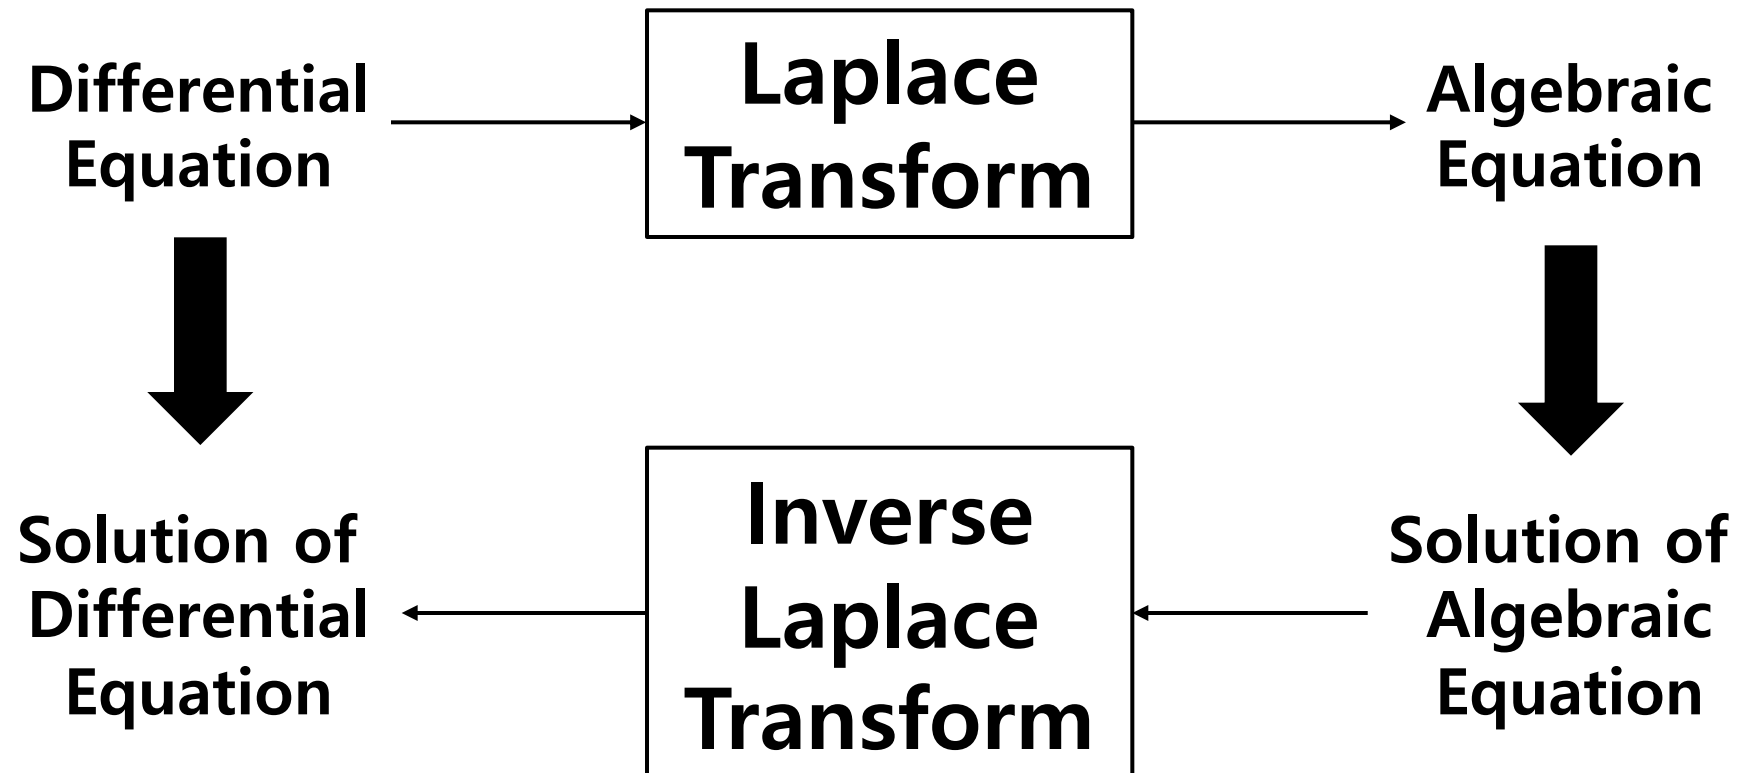 Differential
Equation
Laplace
Transform
Algebraic
Equation
Solution of
Differential
Equation
Inverse
Laplace
Transform
Solution of
Algebraic
Equation